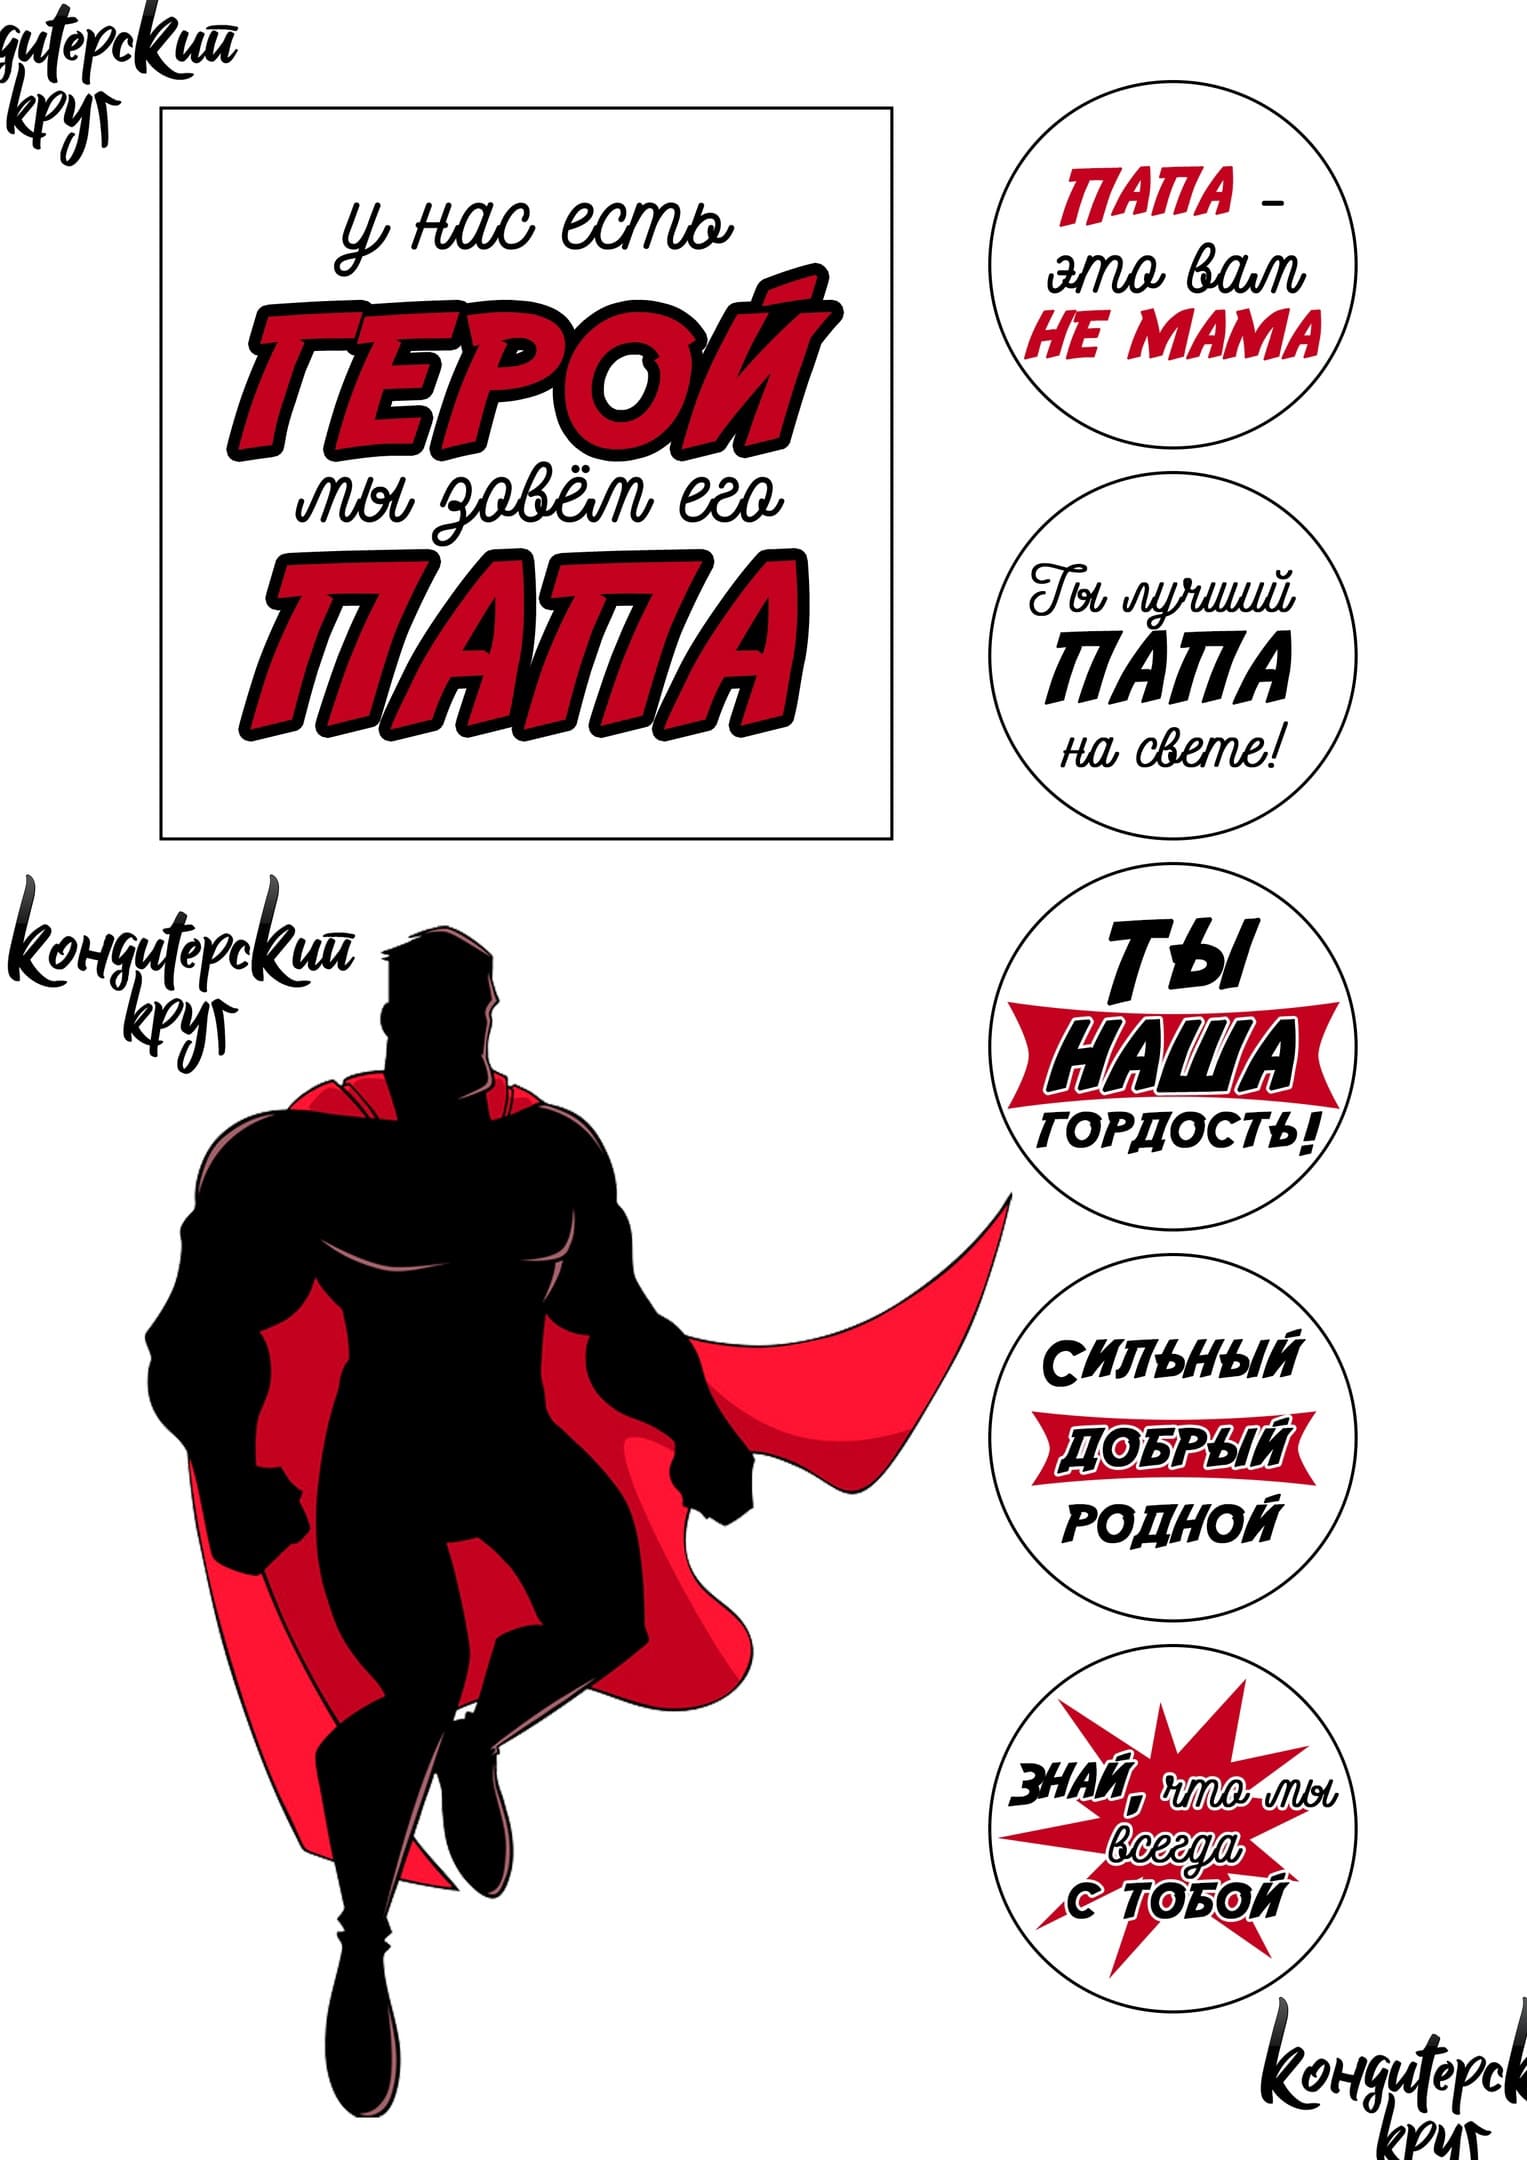 дитерский
круг
у нас есть
ГЕРОЙ
мы зовём его
ПАПА
ПАПА –
это вам
НЕ МАМА
Ты лучший
ПАПА
на свете!
Кондитерский
круг
ТЫ
НАША
ГОРДОСТЬ!
СИЛЬНЫЙ
ДОБРЫЙ
РОДНОЙ
ЗНАЙ, что мы
всегда
С ТОБОЙ
Кондитерск
круг